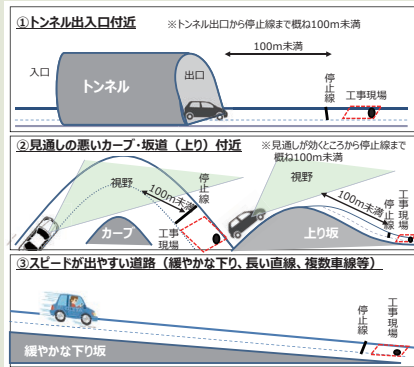 ①トンネル出入口付近
※トンネル出口から停止線まで概ね100m未満
100m未満
入口
トンネル
出口
停止線
工事現場
②見通しの悪いカーブ・坂道(上り)付近
※見通しが効くところから停止線まで
概ね100m未満
視野
100m未満
停止線
カーブ
工事
現場
視野
100m未満
停止線
工事現場
上り坂
③スピードが出やすい道路(緩やかな下り、長い直線、複数車線等)
停止線
工事現場
緩やかな下り坂